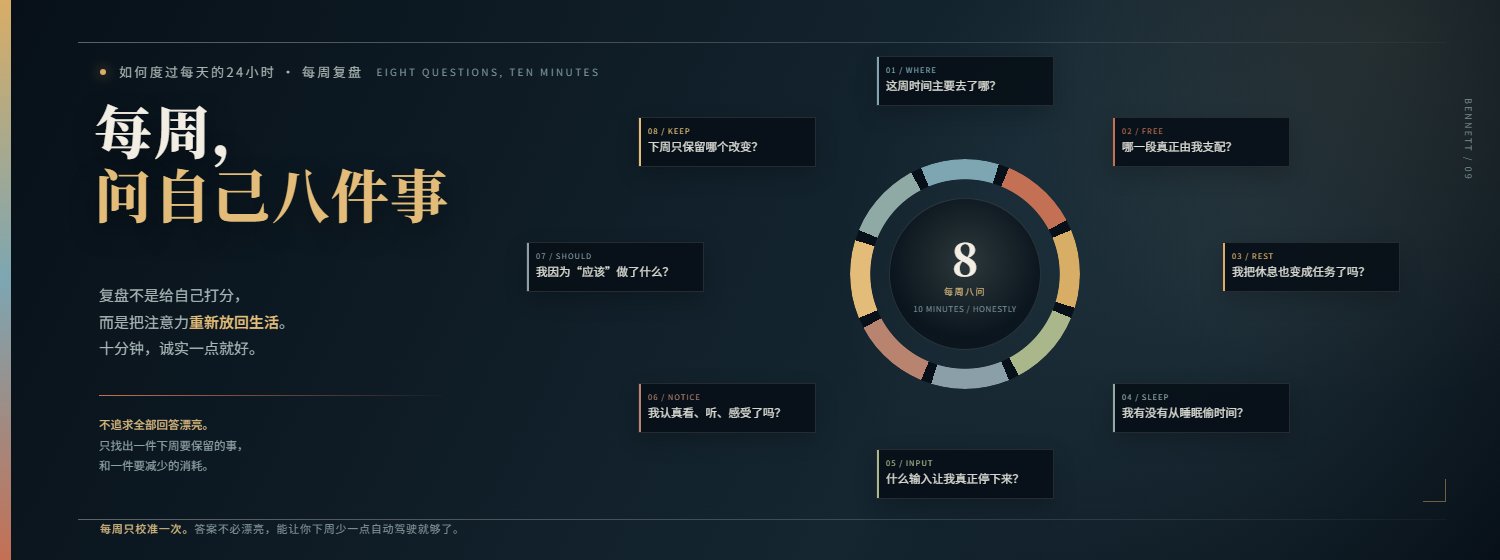 如何度过每天的24小时 · 每周复盘 EIGHT QUESTIONS, TEN MINUTES
每周，
问自己八件事
复盘不是给自己打分，
而是把注意力重新放回生活。
十分钟，诚实一点就好。
不追求全部回答漂亮。
只找出一件下周要保留的事，
和一件要减少的消耗。
每周只校准一次。答案不必漂亮，能让你下周少一点自动驾驶就够了。
01 / WHERE
这周时间主要去了哪？
02 / FREE
哪一段真正由我支配？
03 / REST
我把休息也变成任务了吗？
04 / SLEEP
我有没有从睡眠偷时间？
05 / INPUT
什么输入让我真正停下来？
06 / NOTICE
我认真看、听、感受了吗？
07 / SHOULD
我因为“应该”做了什么？
08 / KEEP
下周只保留哪个改变？
8
每周八问
10 MINUTES / HONESTLY
BENNETT / 09